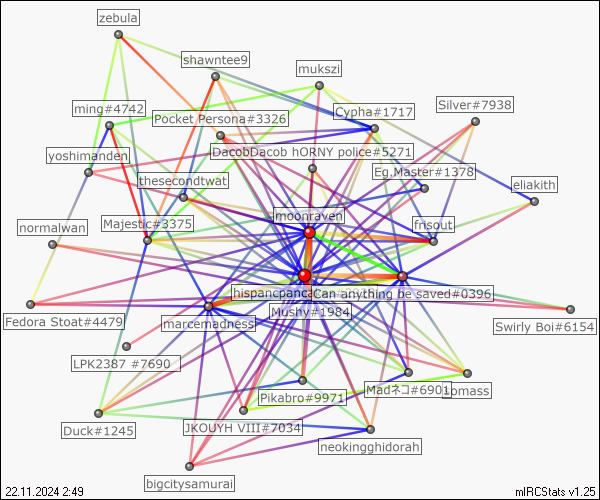 zebula
shawntee9
mukszi
ming#4742
Pocket Persona#3326
Cypha#1717
Silver#7938
yoshimanden
DacobDacob hORNY police#5271
thesecondtwat
Eg.Master#1378
eliakith
normalwan
Majestic#3375
moonraven
frisout
hispancpanca
Can anything be saved#0396
Fedora Stoat#4479
marcemadness
Mushy#1984
Swirly Boi#6154
LPK2387 #7690
Pikabro#9971
Madネコ#6901
omass
Duck#1245
JKOUYH VIII#7034
neokingghidorah
bigcitysamurai
22.11.2024 2:49
mIRCStats v1.25